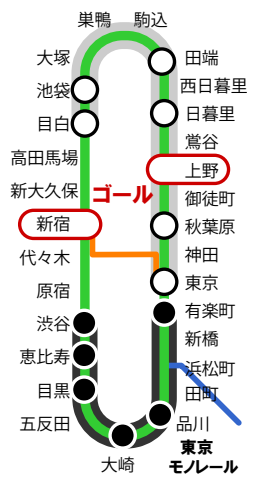 巣鴨
駒込
大塚
池袋
目白
高田馬場
新大久保
新宿
代々木
原宿
渋谷
恵比寿
目黒
五反田
大崎
ゴール
田端
西日暮里
日暮里
鶯谷
上野
御徒町
秋葉原
神田
東京
有楽町
新橋
浜松町
田町
品川
東京
モノレール